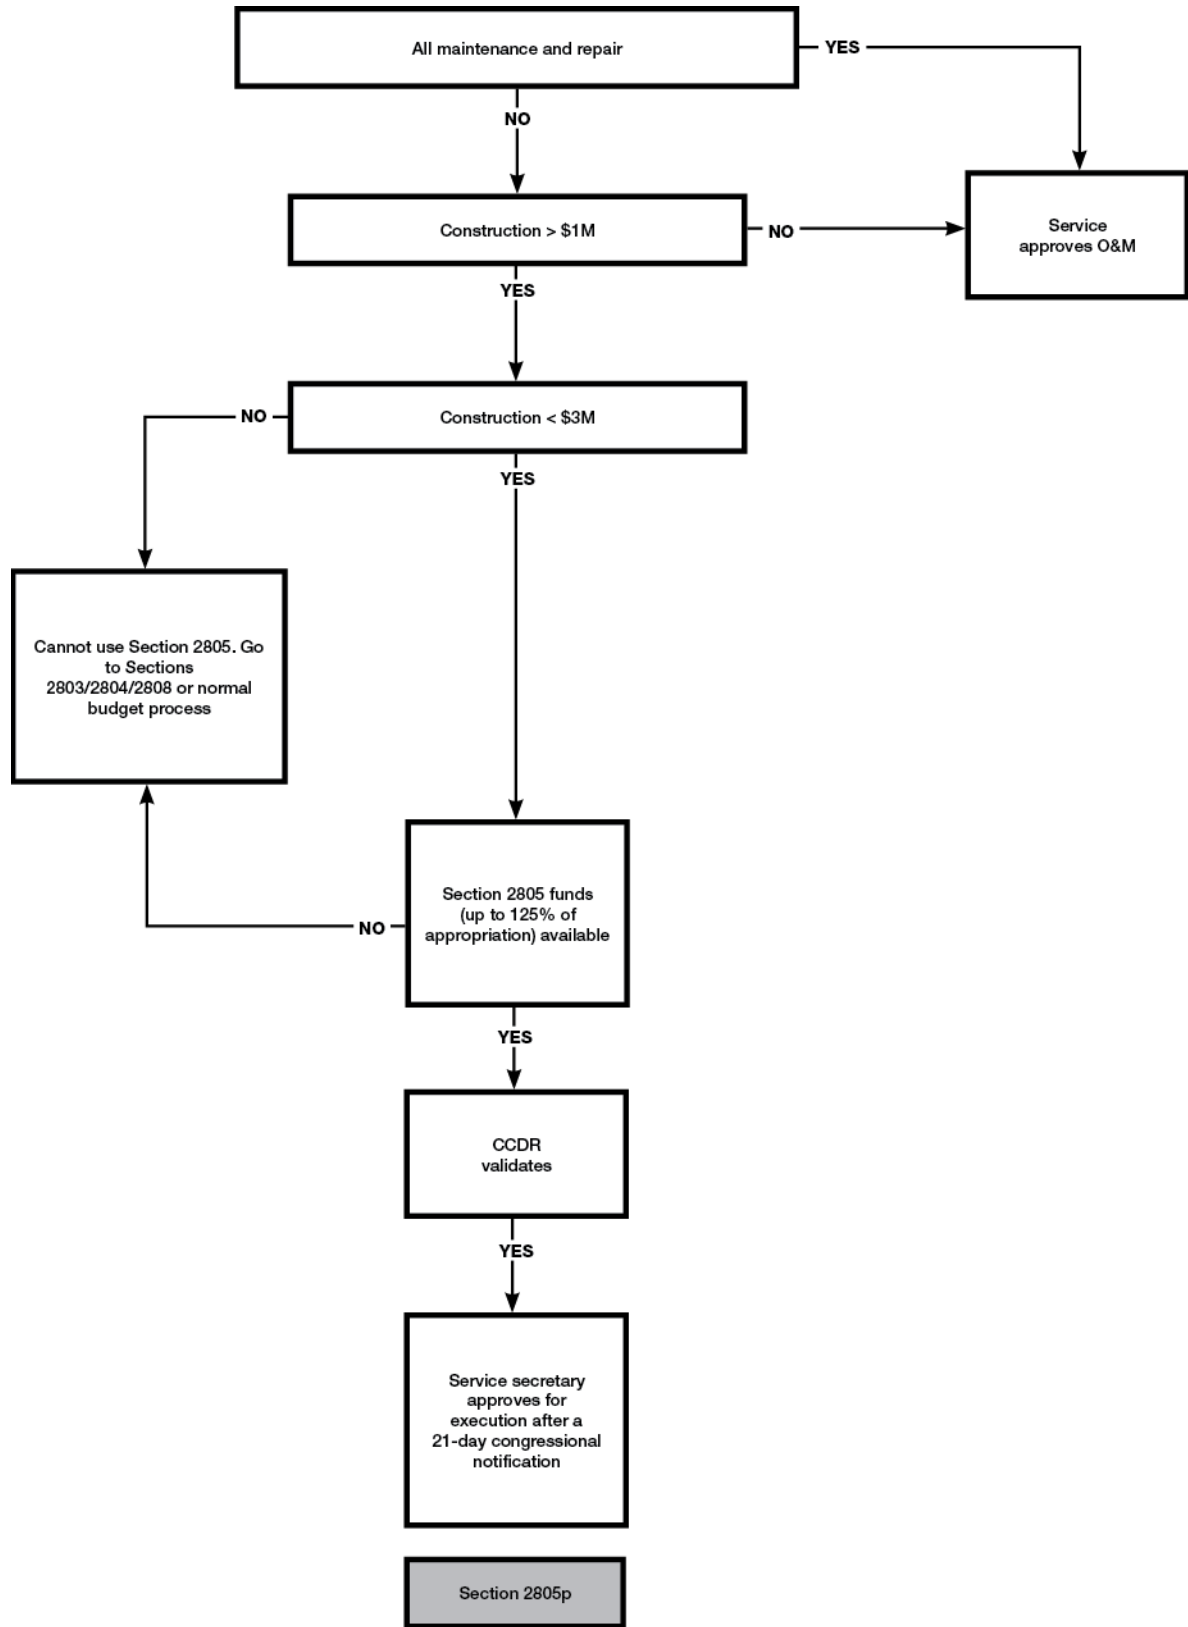 All maintenance and repair
YES
NO
Construction > $1M
NO
Service
approves O&M
YES
Construction < $3M
NO
YES
Cannot use Section 2805. Go
to Sections
2803/2804/2808 or normal
budget process
Section 2805 funds
(up to 125% of
appropriation) available
NO
YES
CCDR
validates
YES
Service secretary
approves for
execution after a
21-day congressional
notification
Section 2805p